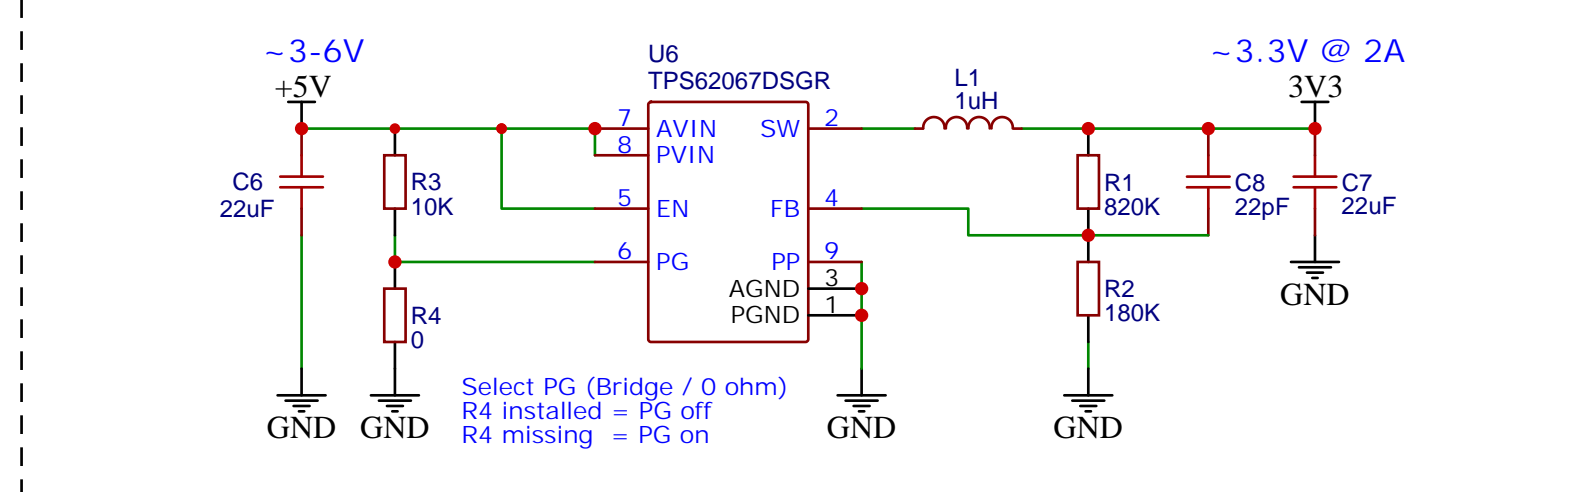 ~3-6V
+5V
C6
22uF
GND
R3
10K
R4
0
GND
Select PG (Bridge / 0 ohm)
R4 installed = PG off
R4 missing = PG on
U6
TPS62067DSGR
7
AVIN
8
PVIN
5
EN
6
PG
SW
2
FB
4
PP
9
AGND
3
PGND
1
GND
L1
1uH
R1
820K
R2
180K
GND
C8
22pF
~3.3V @ 2A
3V3
C7
22uF
GND